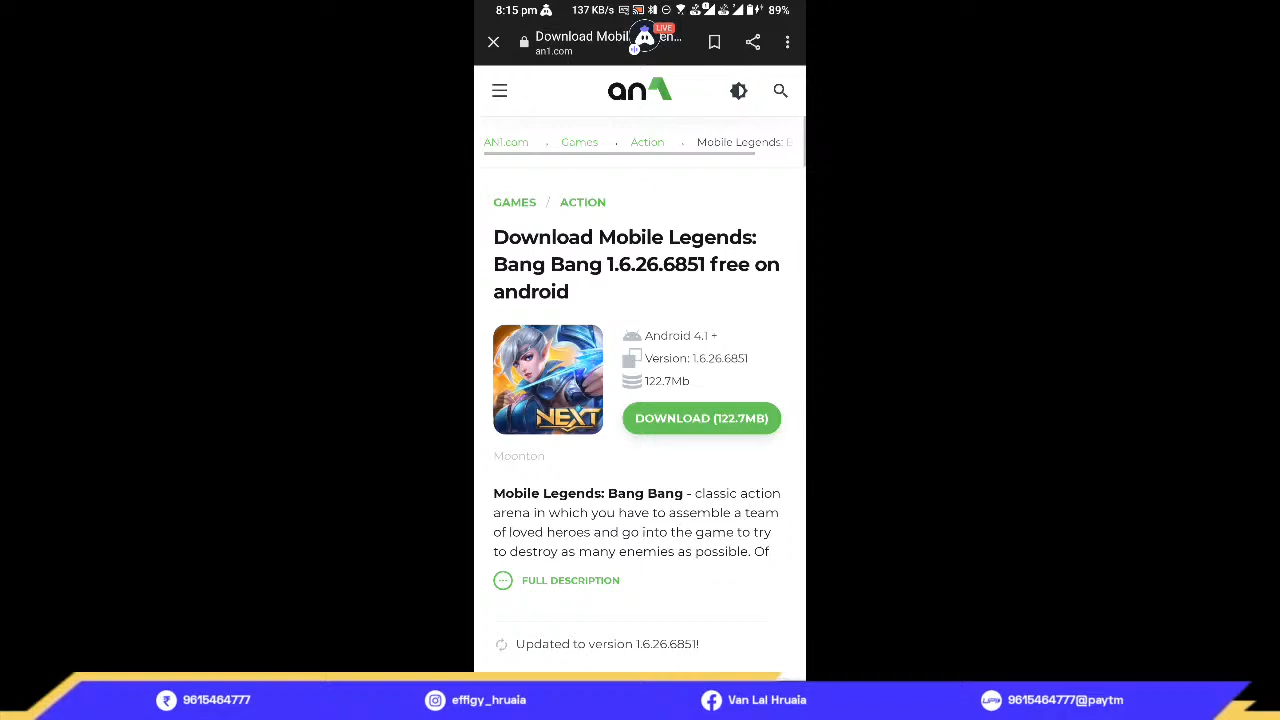 8:15 pm 137 KB/s 89%
LIVE
Download Mobil en...
an1.com
an
AN1.com Games Action Mobile Legends: B
GAMES / ACTION
Download Mobile Legends:
Bang Bang 1.6.26.6851 free on
android
Android 4.1 +
Version: 1.6.26.6851
122.7Mb
NEXT
DOWNLOAD (122.7MB)
Moonton
Mobile Legends: Bang Bang - classic action
arena in which you have to assemble a team
of loved heroes and go into the game to try
to destroy as many enemies as possible. Of
FULL DESCRIPTION
Updated to version 1.6.26.6851!
₹ 9615464777 effigy_hruaia Van Lal Hruaia UPI 9615464777@paytm